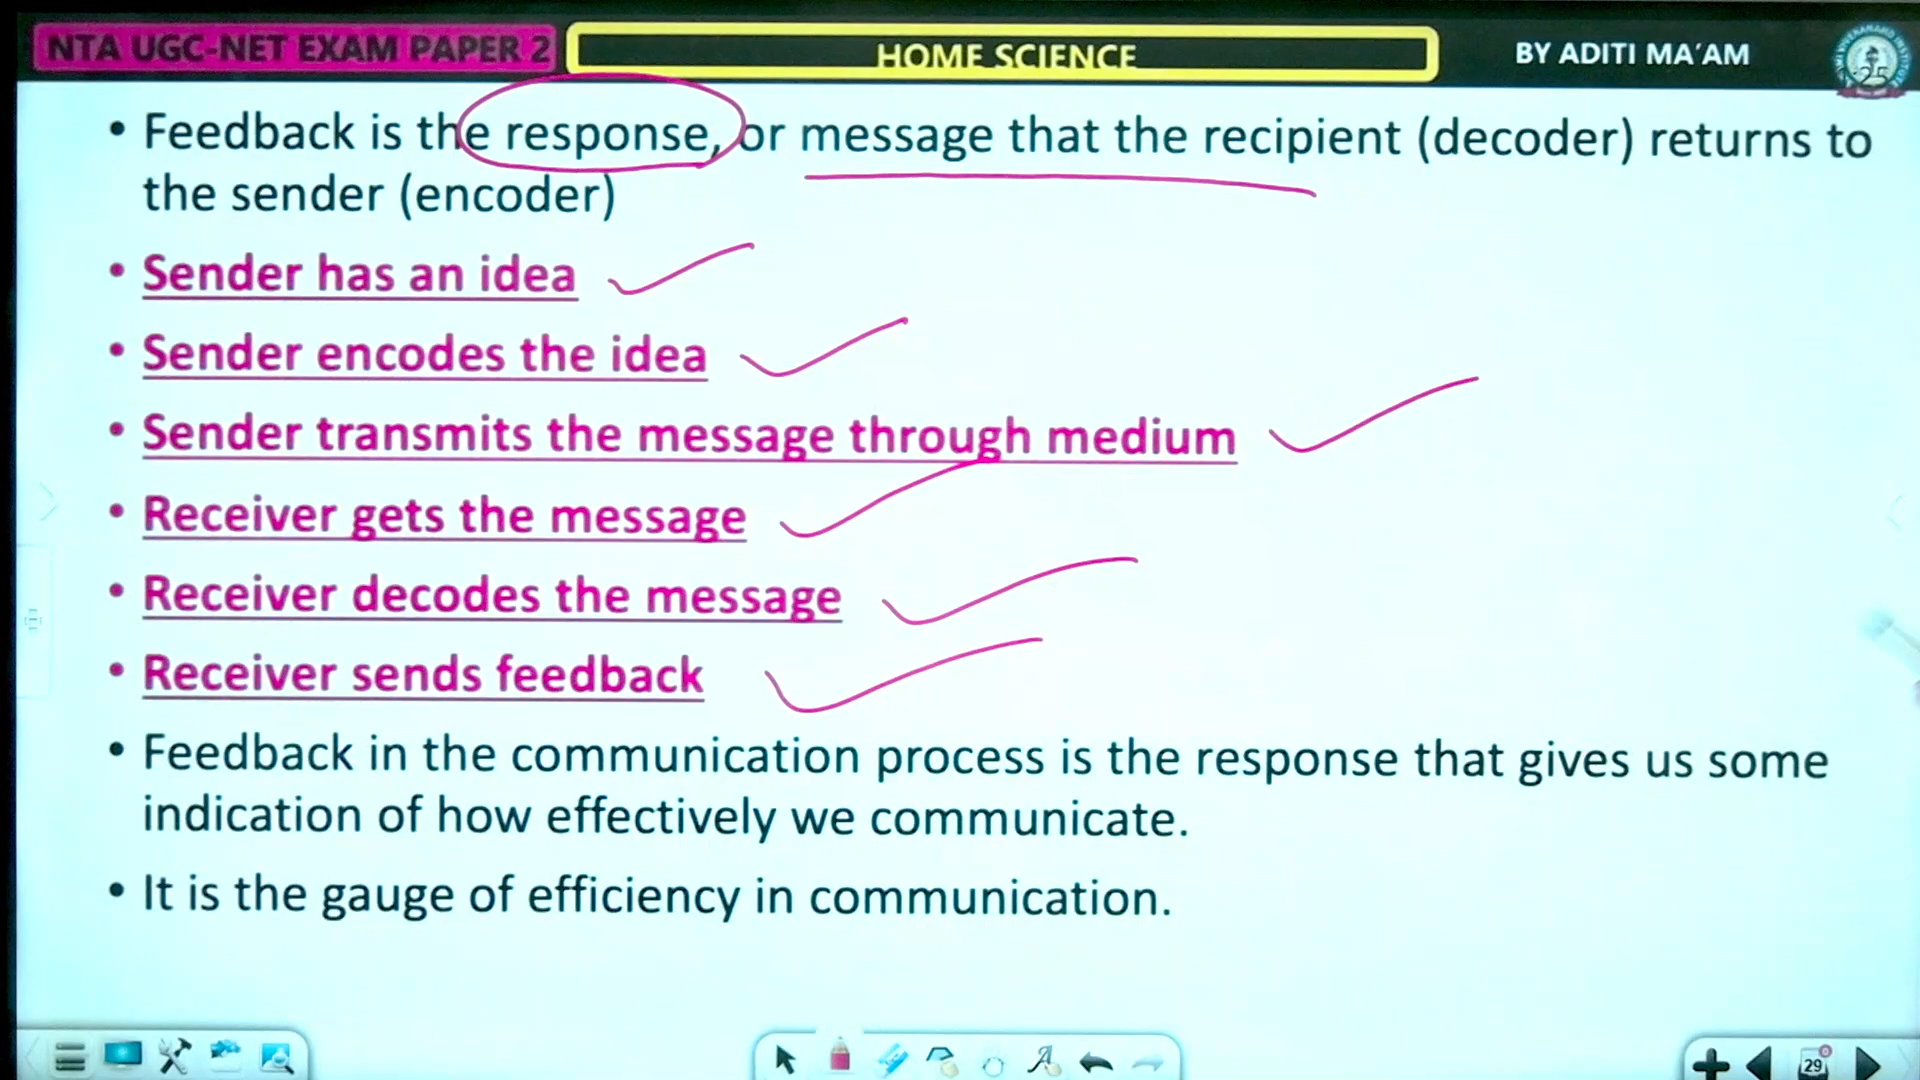 NTA UGC-NET EXAM PAPER 2
HOME SCIENCE
BY ADITI MA'AM
• Feedback is the response, or message that the recipient (decoder) returns to
the sender (encoder)
• Sender has an idea
• Sender encodes the idea
• Sender transmits the message through medium
• Receiver gets the message
• Receiver decodes the message
• Receiver sends feedback
• Feedback in the communication process is the response that gives us some
indication of how effectively we communicate.
• It is the gauge of efficiency in communication.
29